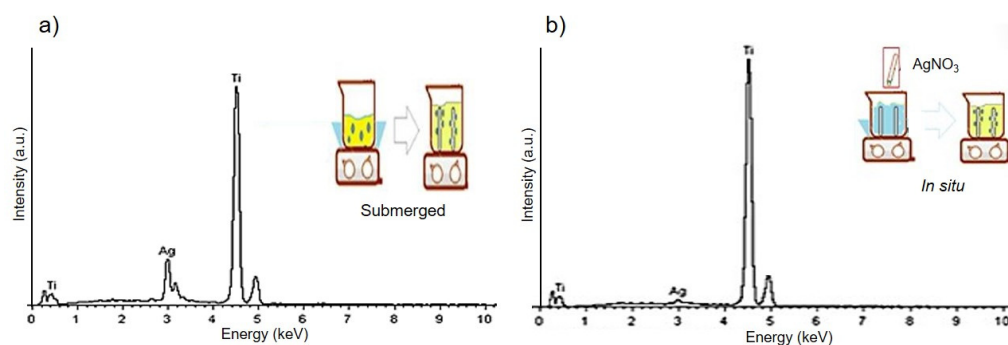 a)
Ti
Ag
Ti
Submerged
Intensity (a.u.)
0 1 2 3 4 5 6 7 8 9 10
Energy (keV)
b)
Ti
AgNO₃
In situ
Ti
Ag
Intensity (a.u.)
0 1 2 3 4 5 6 7 8 9 10
Energy (keV)